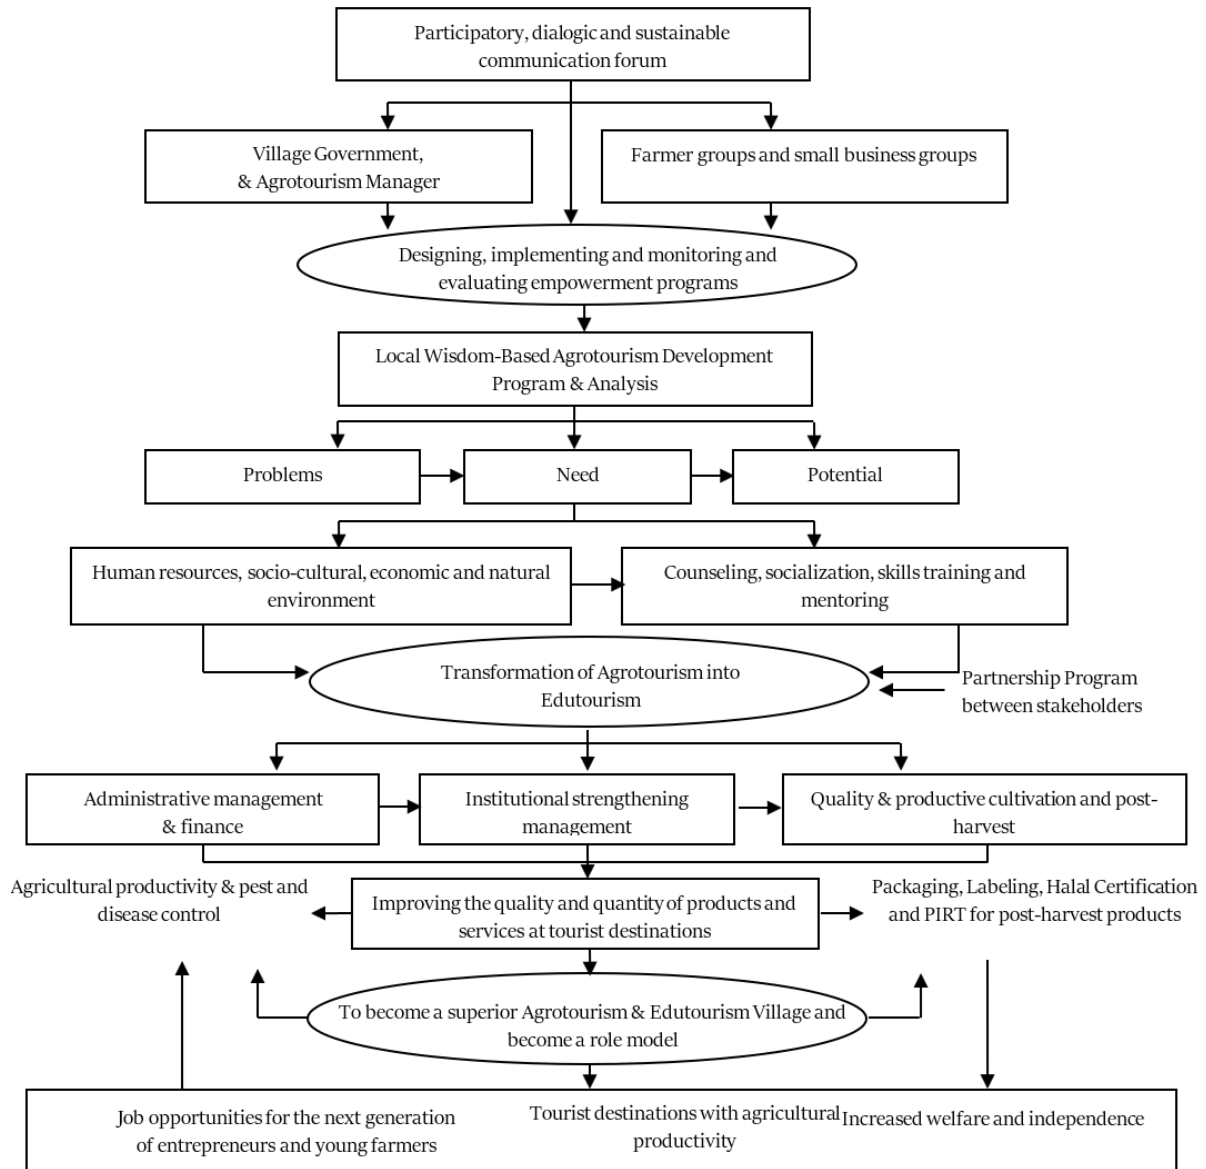 Participatory, dialogic and sustainable
communication forum
Village Government,
& Agrotourism Manager
Farmer groups and small business groups
Designing, implementing and monitoring and
evaluating empowerment programs
Local Wisdom-Based Agrotourism Development
Program & Analysis
Problems
Need
Potential
Human resources, socio-cultural, economic and natural
environment
Counseling, socialization, skills training and
mentoring
Transformation of Agrotourism into
Edutourism
Partnership Program
between stakeholders
Administrative management
& finance
Institutional strengthening
management
Quality & productive cultivation and post-
harvest
Agricultural productivity & pest and
disease control
Improving the quality and quantity of products and
services at tourist destinations
Packaging, Labeling, Halal Certification
and PIRT for post-harvest products
To become a superior Agrotourism & Edutourism Village and
become a role model
Job opportunities for the next generation
of entrepreneurs and young farmers
Tourist destinations with agricultural
productivity
Increased welfare and independence